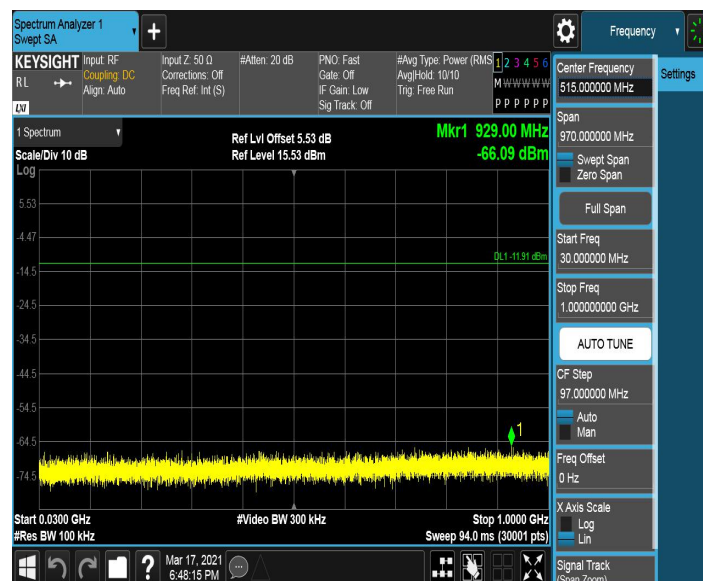 Spectrum Analyzer 1
Swept SA
Frequency
KEYSIGHT
RL
LXI
Input: RF
Coupling: DC
Align: Auto
Input Z: 50 Ω
Corrections: Off
Freq Ref: Int (S)
#Atten: 20 dB
PNO: Fast
Gate: Off
IF Gain: Low
Sig Track: Off
#Avg Type: Power (RMS
Avg|Hold: 10/10
Trig: Free Run
1 2 3 4 5 6
M W W W W W
P P P P P P
1 Spectrum
Scale/Div 10 dB
Log
Ref Lvl Offset 5.53 dB
Ref Level 15.53 dBm
Mkr1 929.00 MHz
-66.09 dBm
5.53
-4.47
DL1 -11.91 dBm
-14.5
-24.5
-34.5
-44.5
-54.5
1
-64.5
-74.5
Start 0.0300 GHz
#Res BW 100 kHz
#Video BW 300 kHz
Stop 1.0000 GHz
Sweep 94.0 ms (30001 pts)
?
Mar 17, 2021
6:48:15 PM
Center Frequency
515.000000 MHz
Settings
Span
970.000000 MHz
Swept Span
Zero Span
Full Span
Start Freq
30.000000 MHz
Stop Freq
1.000000000 GHz
AUTO TUNE
CF Step
97.000000 MHz
Auto
Man
Freq Offset
0 Hz
X Axis Scale
Log
Lin
Signal Track
(Span Zoom)